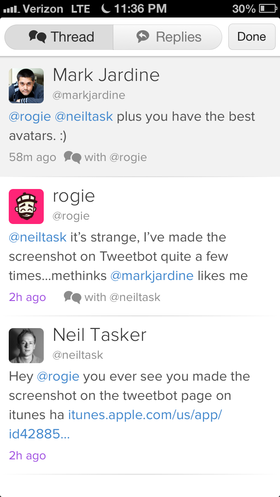 Verizon LTE 11:36 PM 30%
Thread Replies Done
Mark Jardine
@markjardine
@rogie @neiltask plus you have the best
avatars. :)
58m ago with @rogie
rogie
@rogie
@neiltask it's strange, I've made the
screenshot on Tweetbot quite a few
times...methinks @markjardine likes me
2h ago with @neiltask
Neil Tasker
@neiltask
Hey @rogie you ever see you made the
screenshot on the tweetbot page on
itunes ha itunes.apple.com/us/app/
id42885...
2h ago